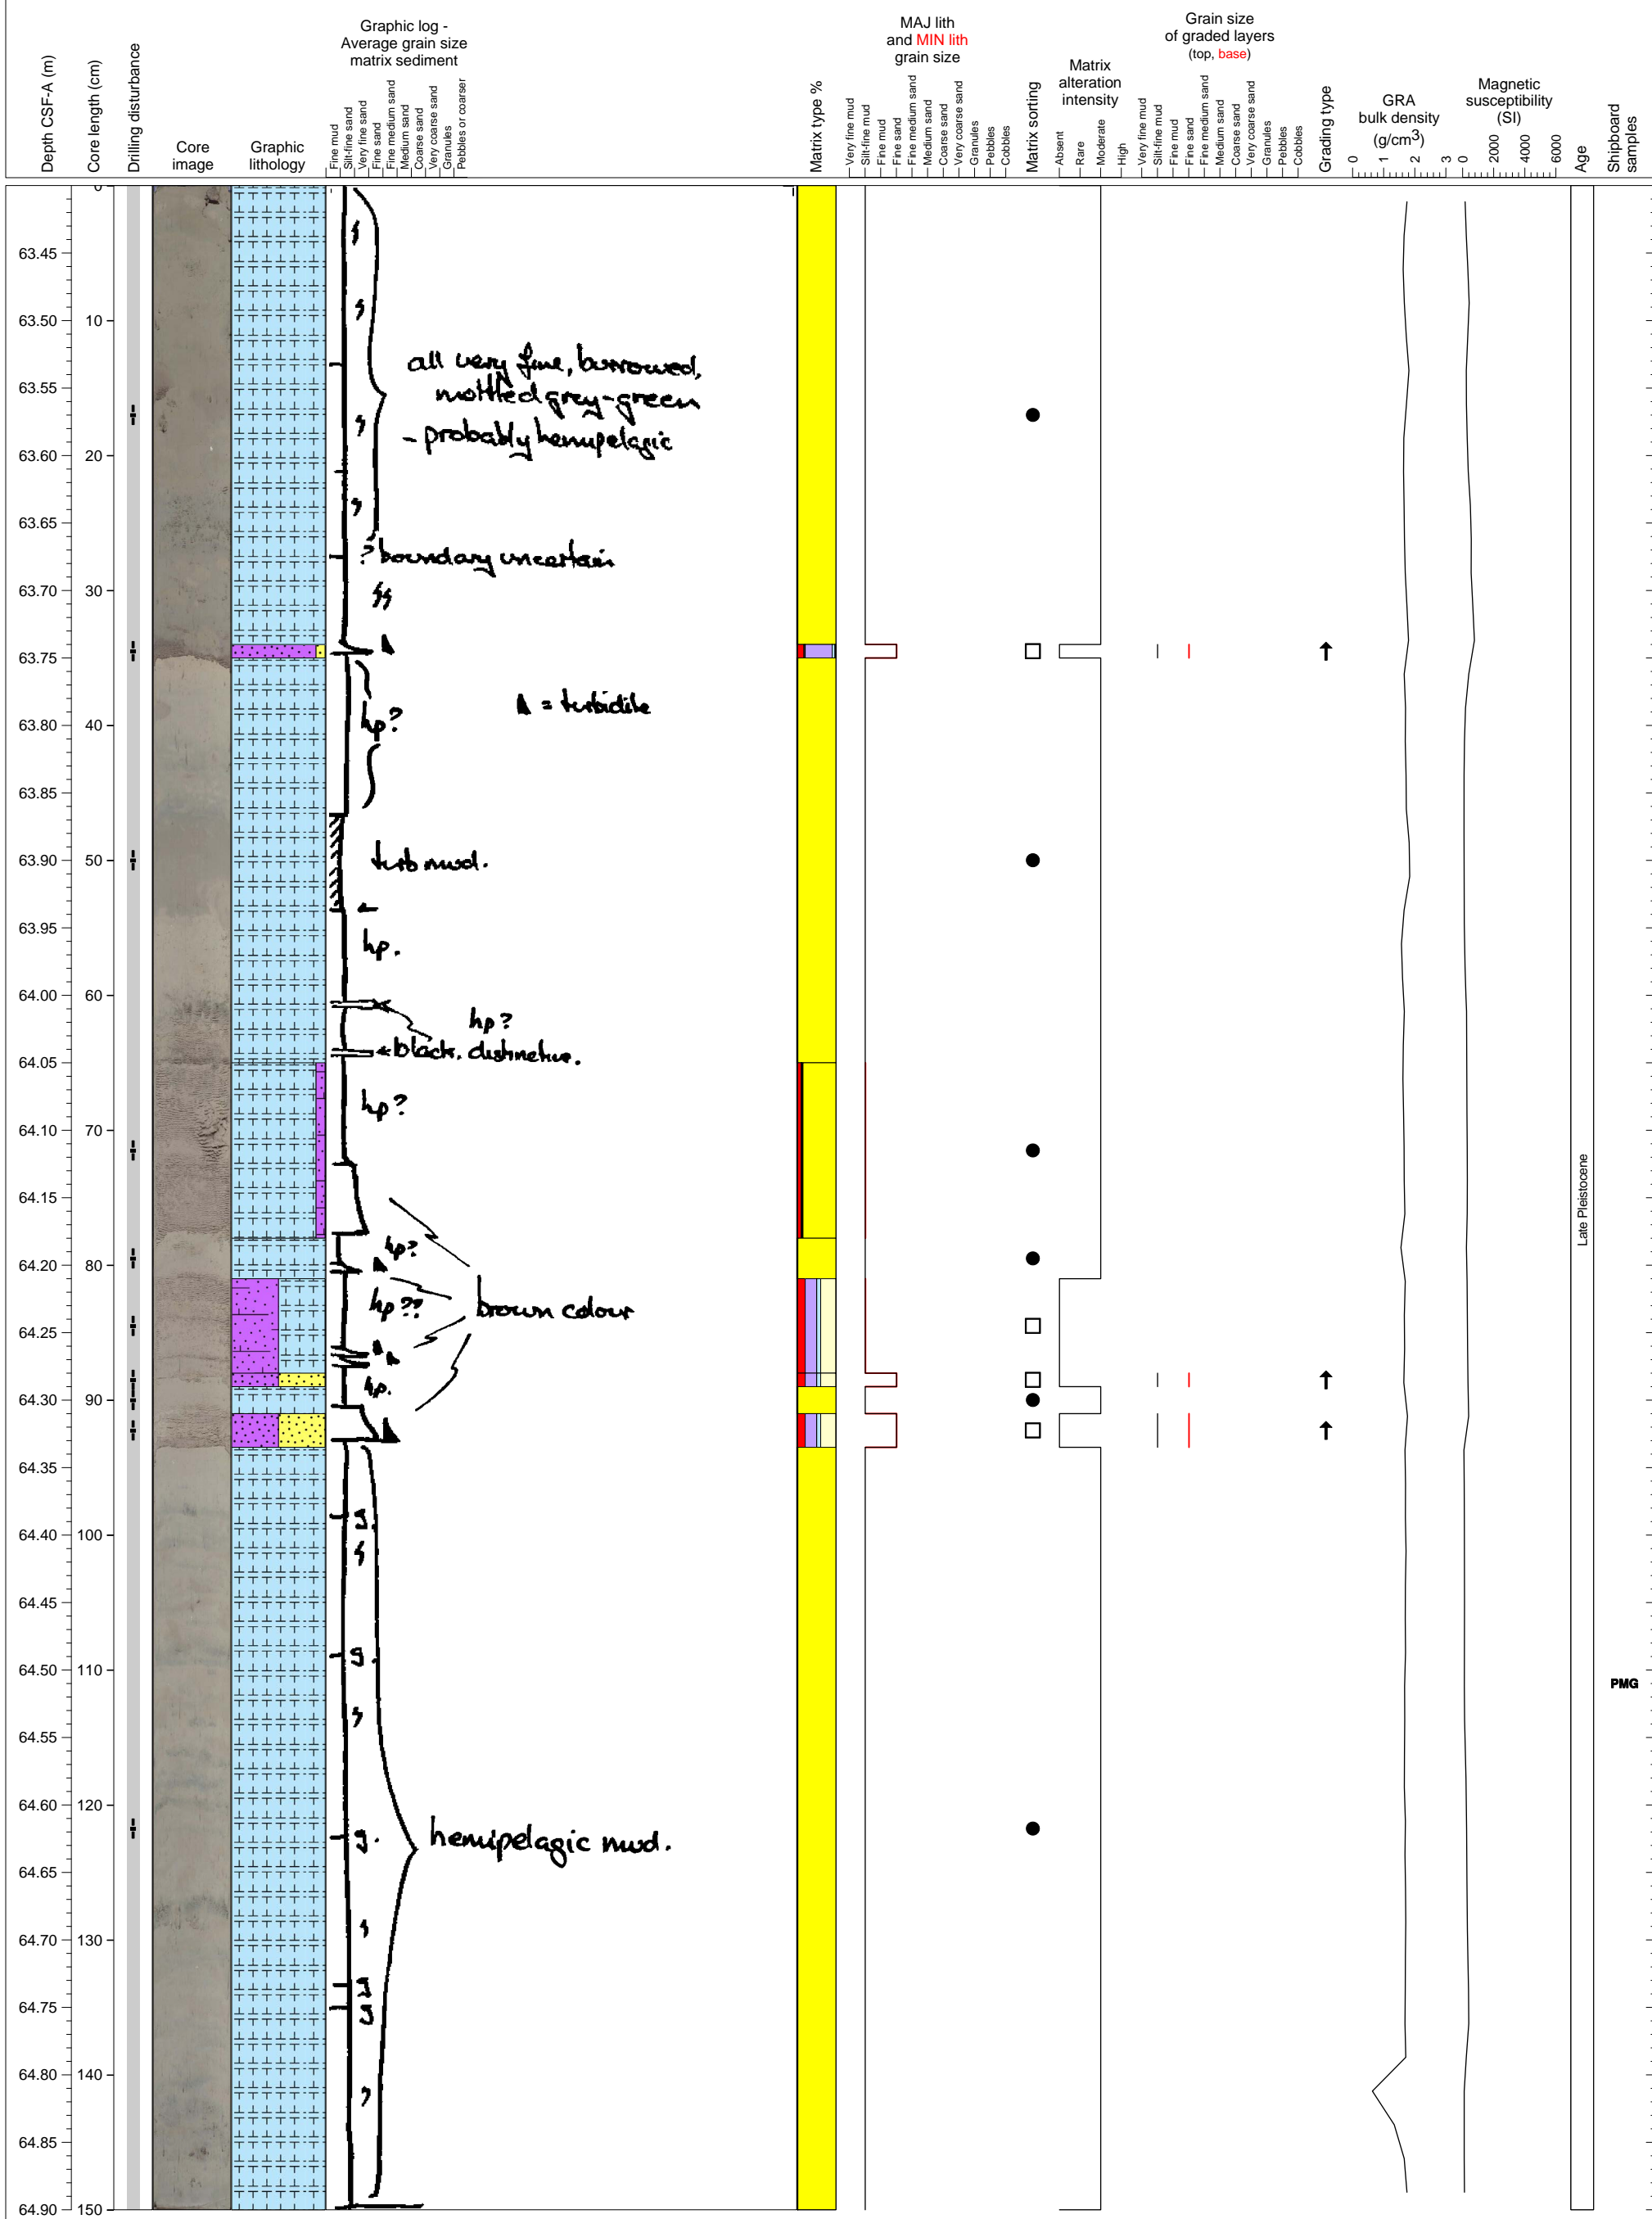 Depth CSF-A (m)
Core length (cm)
Drilling disturbance
Core
image
Graphic
lithology
Graphic log -
Average grain size
matrix sediment
Fine mud
Silt-fine sand
Very fine sand
Fine sand
Fine medium sand
Medium sand
Coarse sand
Very coarse sand
Granules
Pebbles or coarser
Matrix type %
MAJ lith
and MIN lith
grain size
Very fine mud
Silt-fine mud
Fine mud
Fine sand
Fine medium sand
Medium sand
Coarse sand
Very coarse sand
Granules
Pebbles
Cobbles
Matrix sorting
Matrix
alteration
intensity
Absent
Rare
Moderate
High
Grain size
of graded layers
(top, base)
Very fine mud
Silt-fine mud
Fine mud
Fine sand
Fine medium sand
Medium sand
Coarse sand
Very coarse sand
Granules
Pebbles
Cobbles
Grading type
GRA
bulk density
(g/cm3)
0 1 2 3
Magnetic
susceptibility
(SI)
0 2000 4000 6000
Age
Shipboard
samples
0
63.45
63.50 10
63.55
63.60 20
63.65
63.70 30
63.75
63.80 40
63.85
63.90 50
63.95
64.00 60
64.05
64.10 70
64.15
64.20 80
64.25
64.30 90
64.35
64.40 100
64.45
64.50 110
64.55
64.60 120
64.65
64.70 130
64.75
64.80 140
64.85
64.90 150
all very fine, burrowed,
mottled grey-green
- probably hemipelagic
? boundary uncertain
hp?
= turbidite
turb mud.
hp.
hp?
black, distinctive.
hp?
hp?
hp??
brown colour
hp.
hemipelagic mud.
Late Pleistocene
PMG